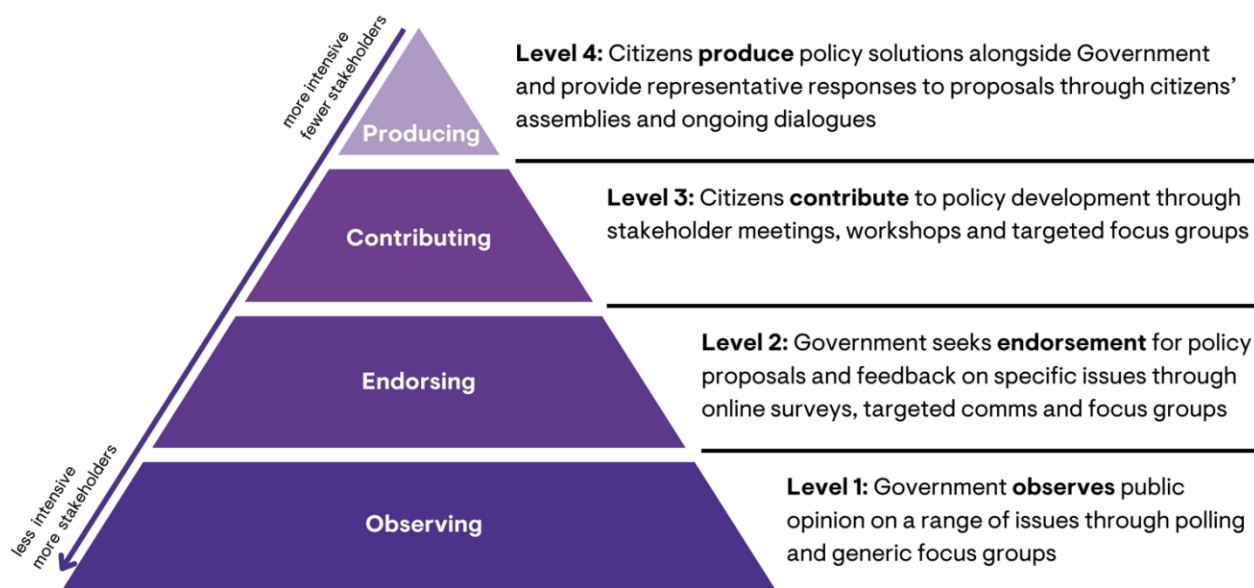 more intensive
fewer stakeholders
Producing
Level 4: Citizens produce policy solutions alongside Government
and provide representative responses to proposals through citizens’
assemblies and ongoing dialogues
Contributing
Level 3: Citizens contribute to policy development through
stakeholder meetings, workshops and targeted focus groups
Endorsing
Level 2: Government seeks endorsement for policy
proposals and feedback on specific issues through
online surveys, targeted comms and focus groups
less intensive
more stakeholders
Observing
Level 1: Government observes public
opinion on a range of issues through polling
and generic focus groups